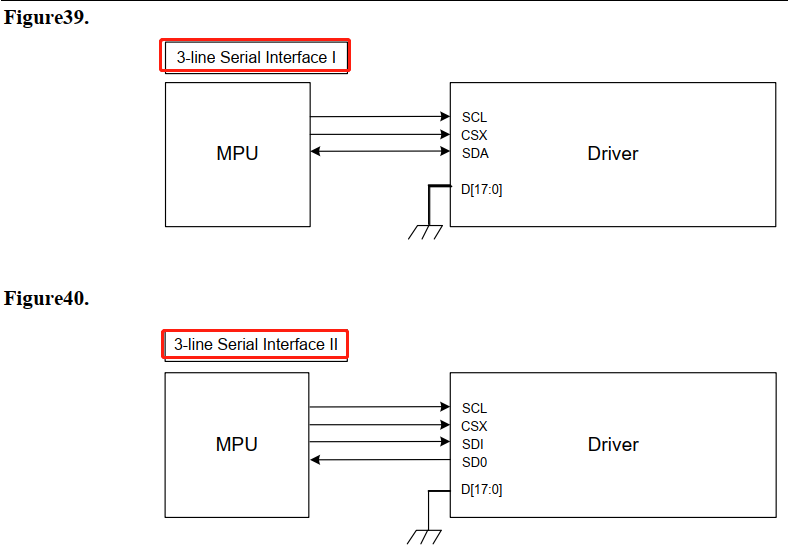 Figure39.
3-line Serial Interface I
MPU
SCL
CSX
SDA
D[17:0]
Driver
Figure40.
3-line Serial Interface II
MPU
SCL
CSX
SDI
SD0
D[17:0]
Driver